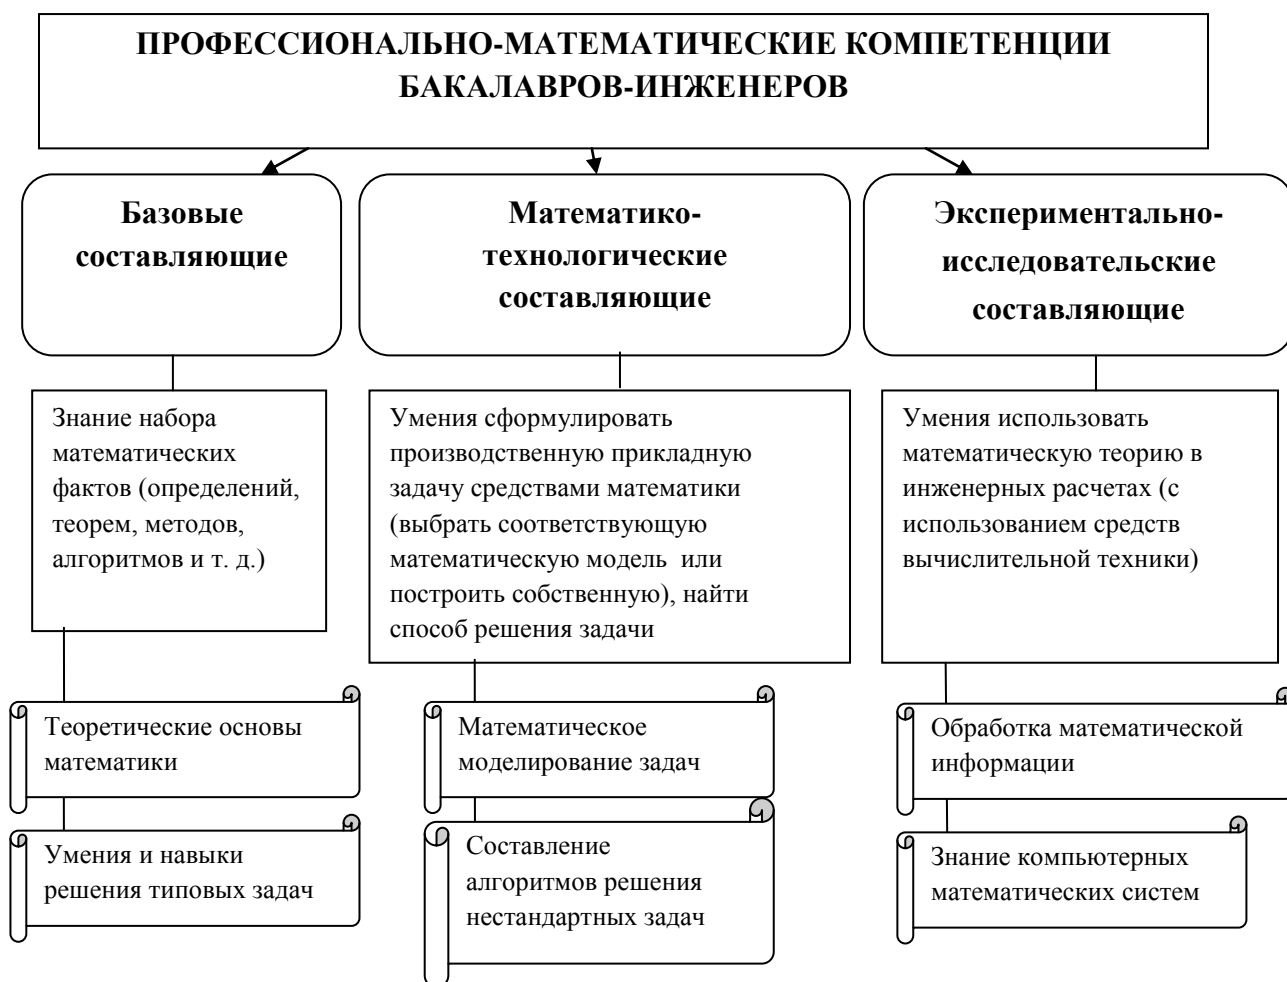 ПРОФЕССИОНАЛЬНО-МАТЕМАТИЧЕСКИЕ КОМПЕТЕНЦИИ
БАКАЛАВРОВ-ИНЖЕНЕРОВ
Базовые
составляющие
Математико-
технологические
составляющие
Экспериментально-
исследовательские
составляющие
Знание набора
математических
фактов (определений,
теорем, методов,
алгоритмов и т. д.)
Умения сформулировать
производственную прикладную
задачу средствами математики
(выбрать соответствующую
математическую модель или
построить собственную), найти
способ решения задачи
Умения использовать
математическую теорию в
инженерных расчетах (с
использованием средств
вычислительной техники)
Теоретические основы
математики
Математическое
моделирование задач
Обработка математической
информации
Умения и навыки
решения типовых задач
Составление
алгоритмов решения
нестандартных задач
Знание компьютерных
математических систем